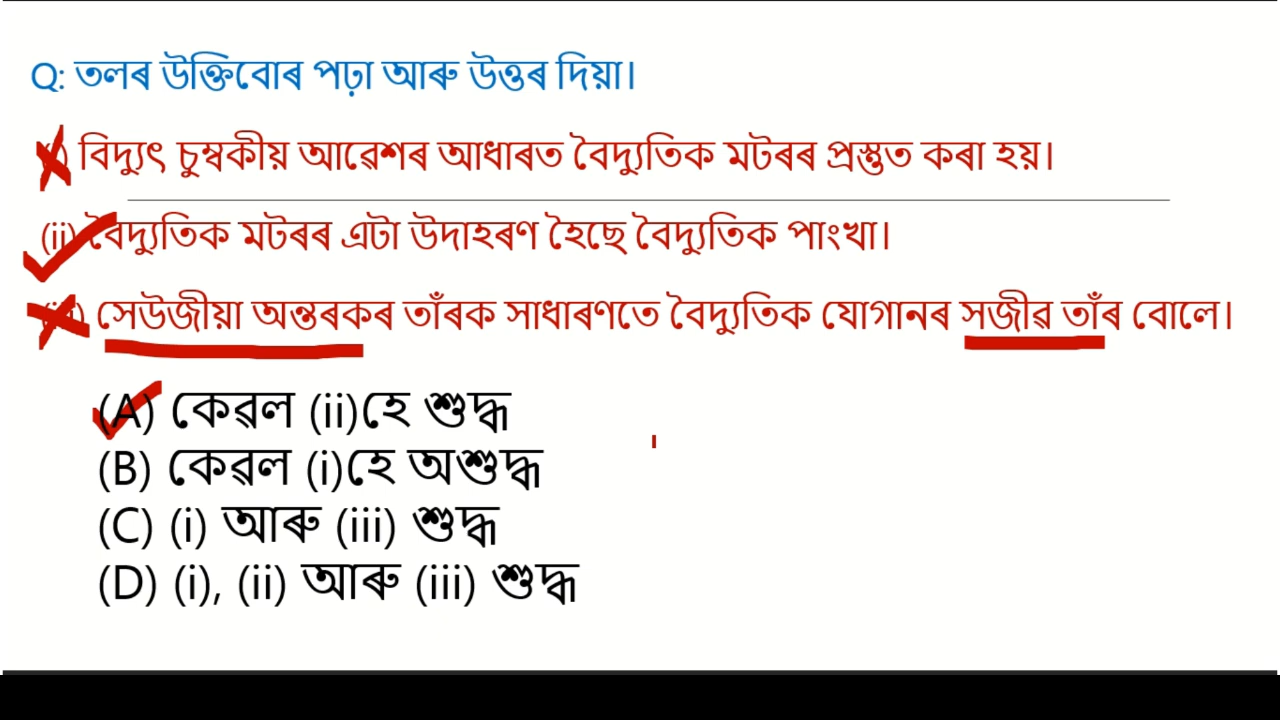 Q: তলৰ উক্তিবোৰ পঢ়া আৰু উত্তৰ দিয়া।
(i) বিদ্যুৎ চুম্বকীয় আৱেশৰ আধাৰত বৈদ্যুতিক মটৰৰ প্ৰস্তুত কৰা হয়।
(ii) বৈদ্যুতিক মটৰৰ এটা উদাহৰণ হৈছে বৈদ্যুতিক পাংখা।
(iii) সেউজীয়া অন্তৰকৰ তাঁৰক সাধাৰণতে বৈদ্যুতিক যোগানৰ সজীৱ তাঁৰ বোলে।
(A) কেৱল (ii)হে শুদ্ধ
(B) কেৱল (i)হে অশুদ্ধ
(C) (i) আৰু (iii) শুদ্ধ
(D) (i), (ii) আৰু (iii) শুদ্ধ